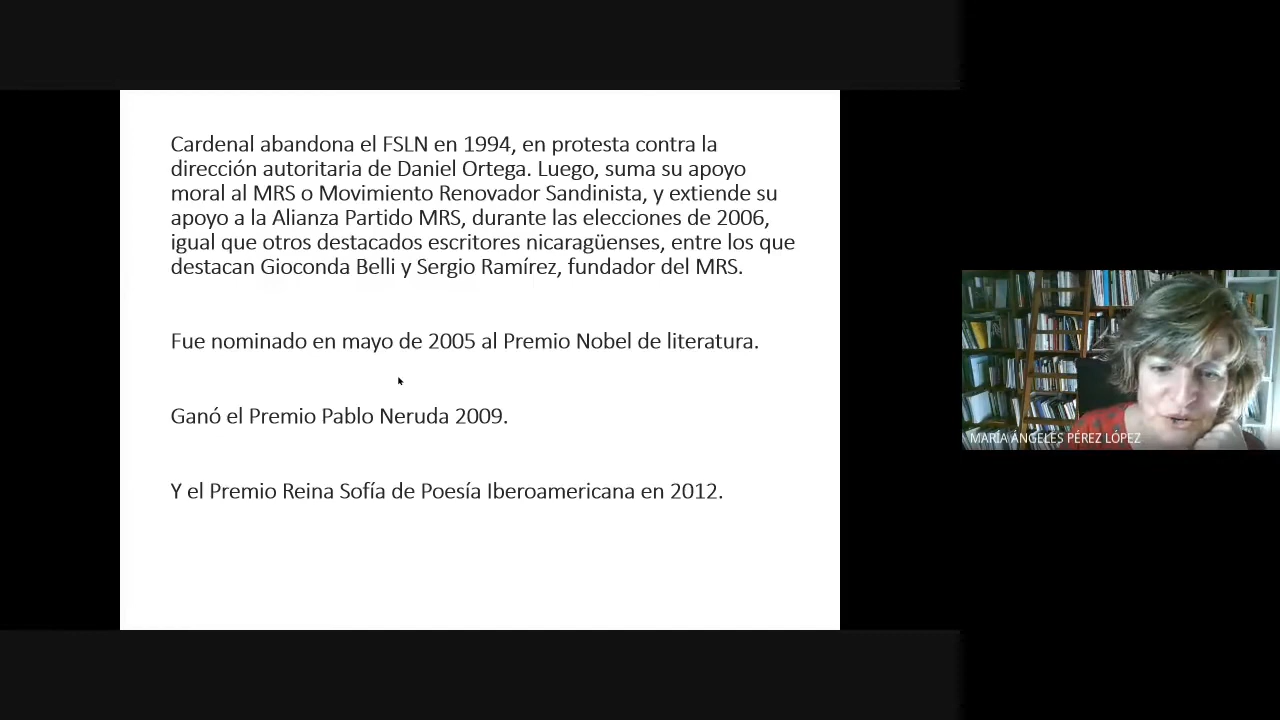 Cardenal abandona el FSLN en 1994, en protesta contra la
dirección autoritaria de Daniel Ortega. Luego, suma su apoyo
moral al MRS o Movimiento Renovador Sandinista, y extiende su
apoyo a la Alianza Partido MRS, durante las elecciones de 2006,
igual que otros destacados escritores nicaragüenses, entre los que
destacan Gioconda Belli y Sergio Ramírez, fundador del MRS.
Fue nominado en mayo de 2005 al Premio Nobel de literatura.
Ganó el Premio Pablo Neruda 2009.
Y el Premio Reina Sofía de Poesía Iberoamericana en 2012.
MARÍA ÁNGELES PÉREZ LÓPEZ